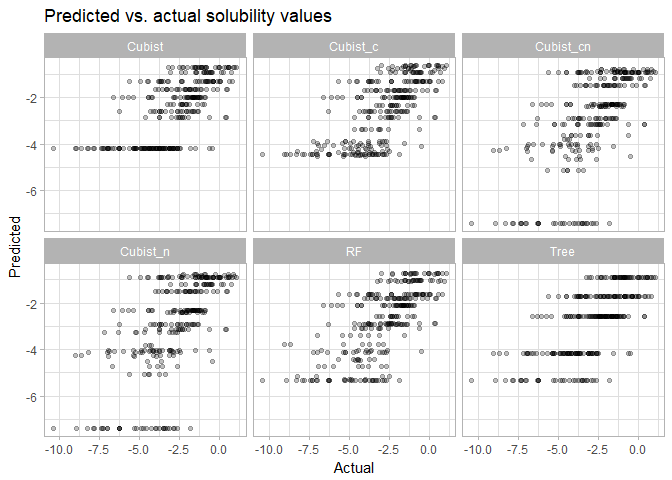 Predicted vs. actual solubility values
Cubist
Cubist_c
Cubist_cn
-2
-4
-6
Cubist_n
RF
Tree
-2
-4
-6
Predicted
-10.0 -7.5 -5.0 -2.5 0.0
-10.0 -7.5 -5.0 -2.5 0.0
-10.0 -7.5 -5.0 -2.5 0.0
Actual